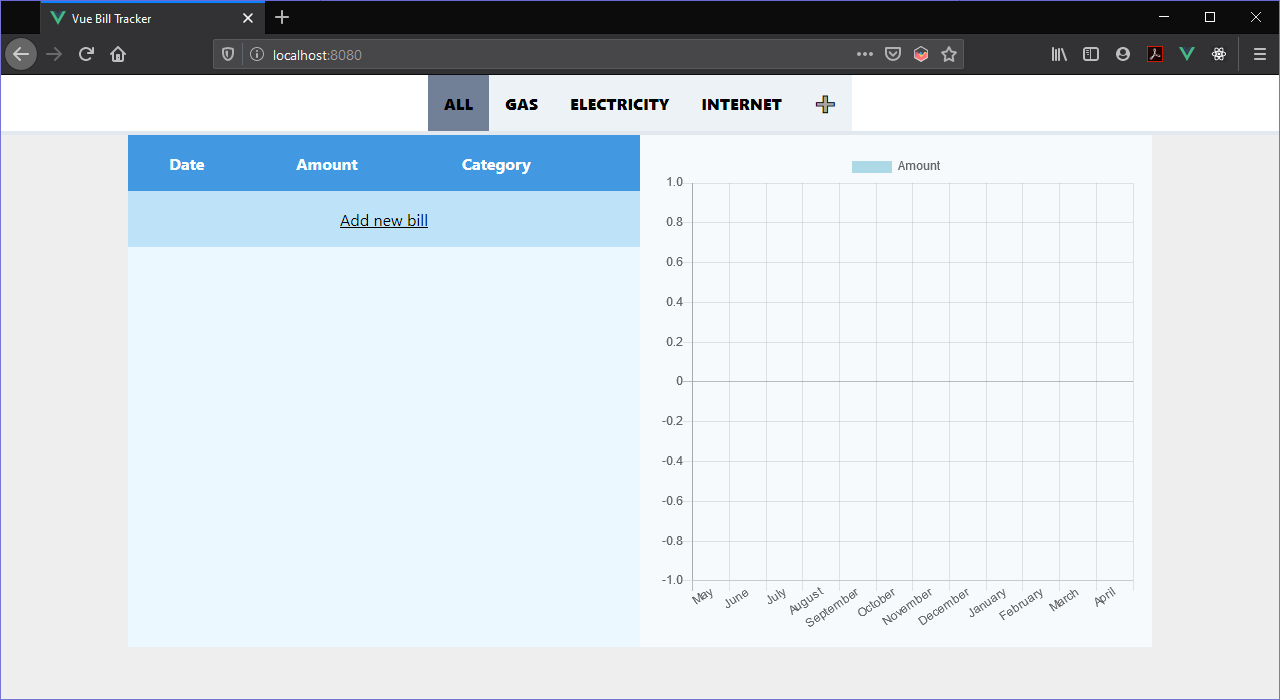 Vue Bill Tracker
localhost:8080
ALL GAS ELECTRICITY INTERNET
Date Amount Category
Add new bill
Amount
1.0
0.8
0.6
0.4
0.2
0
-0.2
-0.4
-0.6
-0.8
-1.0
May June July August September October November December January February March April